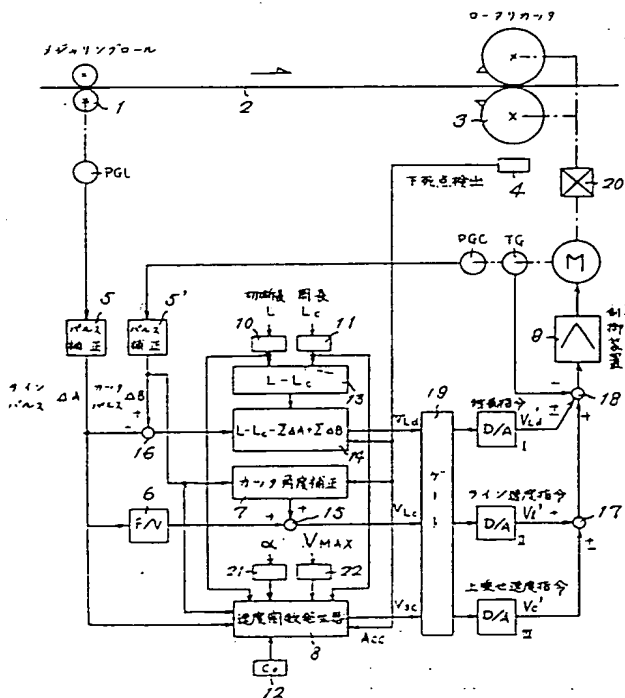 ロータリカッタ
メジャリングロール
1
2
3
PGL
下死点検出
4
20
PGC
TG
M
切断長
周長
L
Lc
5
5'
パルス補正
パルス補正
10
11
制御装置
9
L-Lc
13
ライン
パルス
ΔA
カッタ
パルス
ΔB
19
18
L-Lc-ΣΔA+ΣΔB
14
16
VLd
D/A
I
VLd'
カッタ角度補正
7
6
F/V
15
ゲート
ライン速度指令
VLc
D/A
II
Vl'
17
α
VMAX
21
22
上乗せ速度指令
速度関数発生器
8
Vsc
Acc
D/A
II
Vc'
C0
12